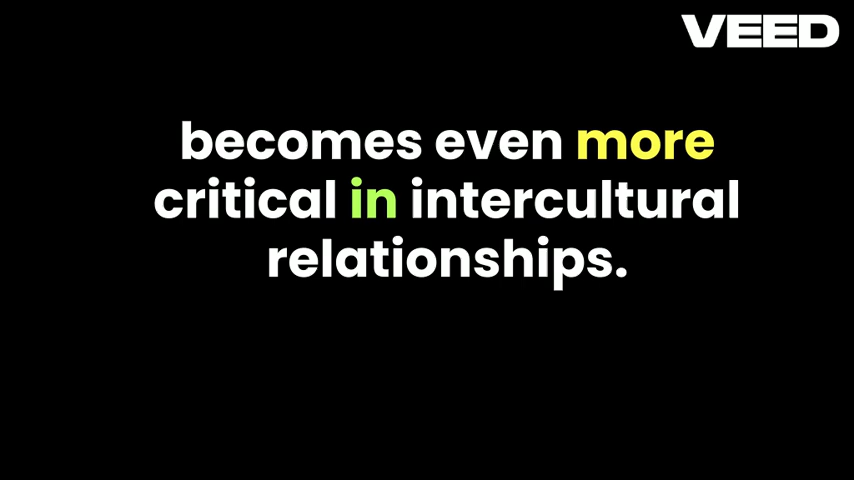 VEED
becomes even more
critical in intercultural
relationships.